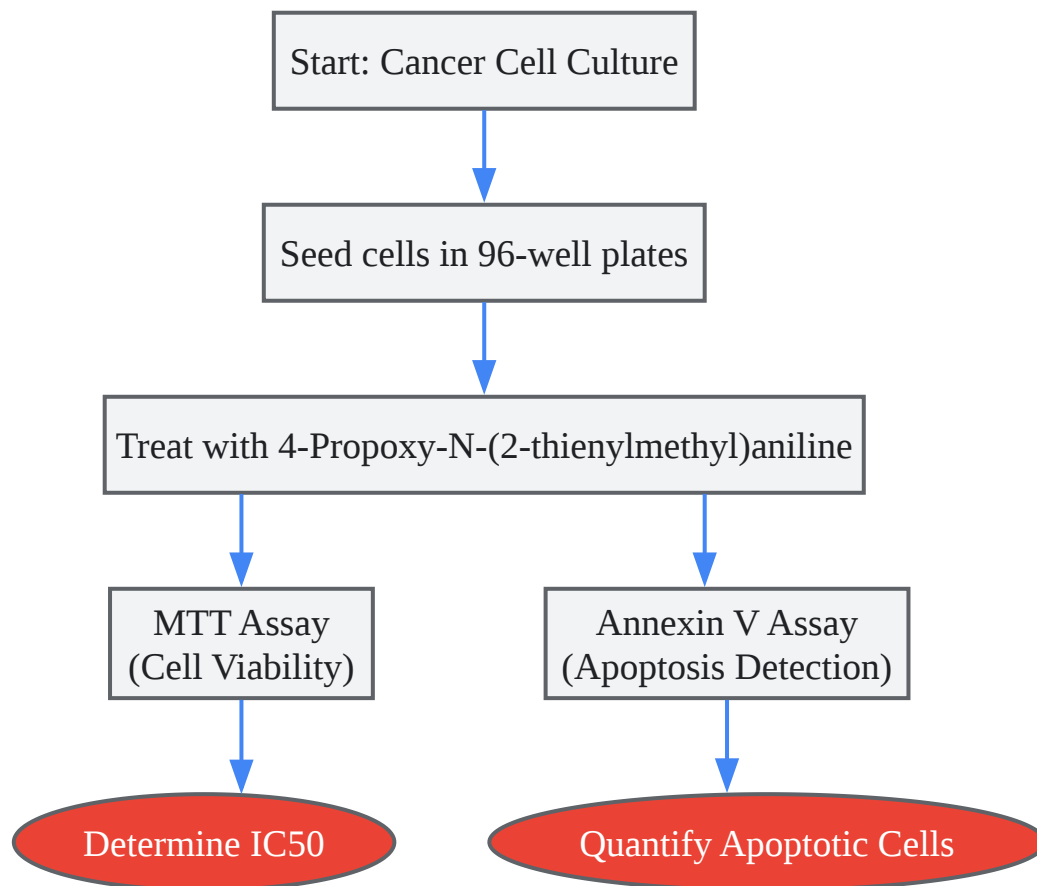 Start: Cancer Cell Culture
Seed cells in 96-well plates
Treat with 4-Propoxy-N-(2-thienylmethyl)aniline
MTT Assay
(Cell Viability)
Annexin V Assay
(Apoptosis Detection)
Determine IC50
Quantify Apoptotic Cells